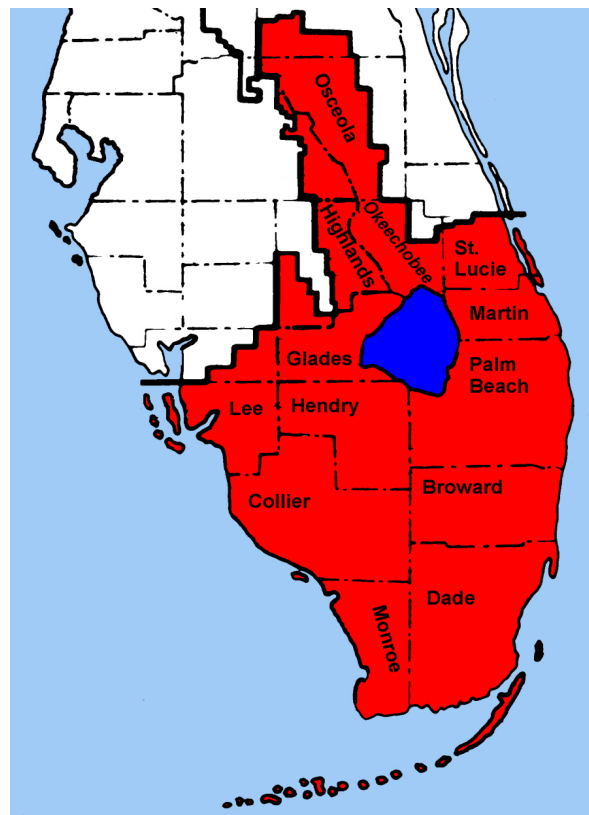 Osceola
Okeechobee
Highlands
St.
Lucie
Martin
Glades
Palm
Beach
Lee
Hendry
Collier
Broward
Dade
Monroe